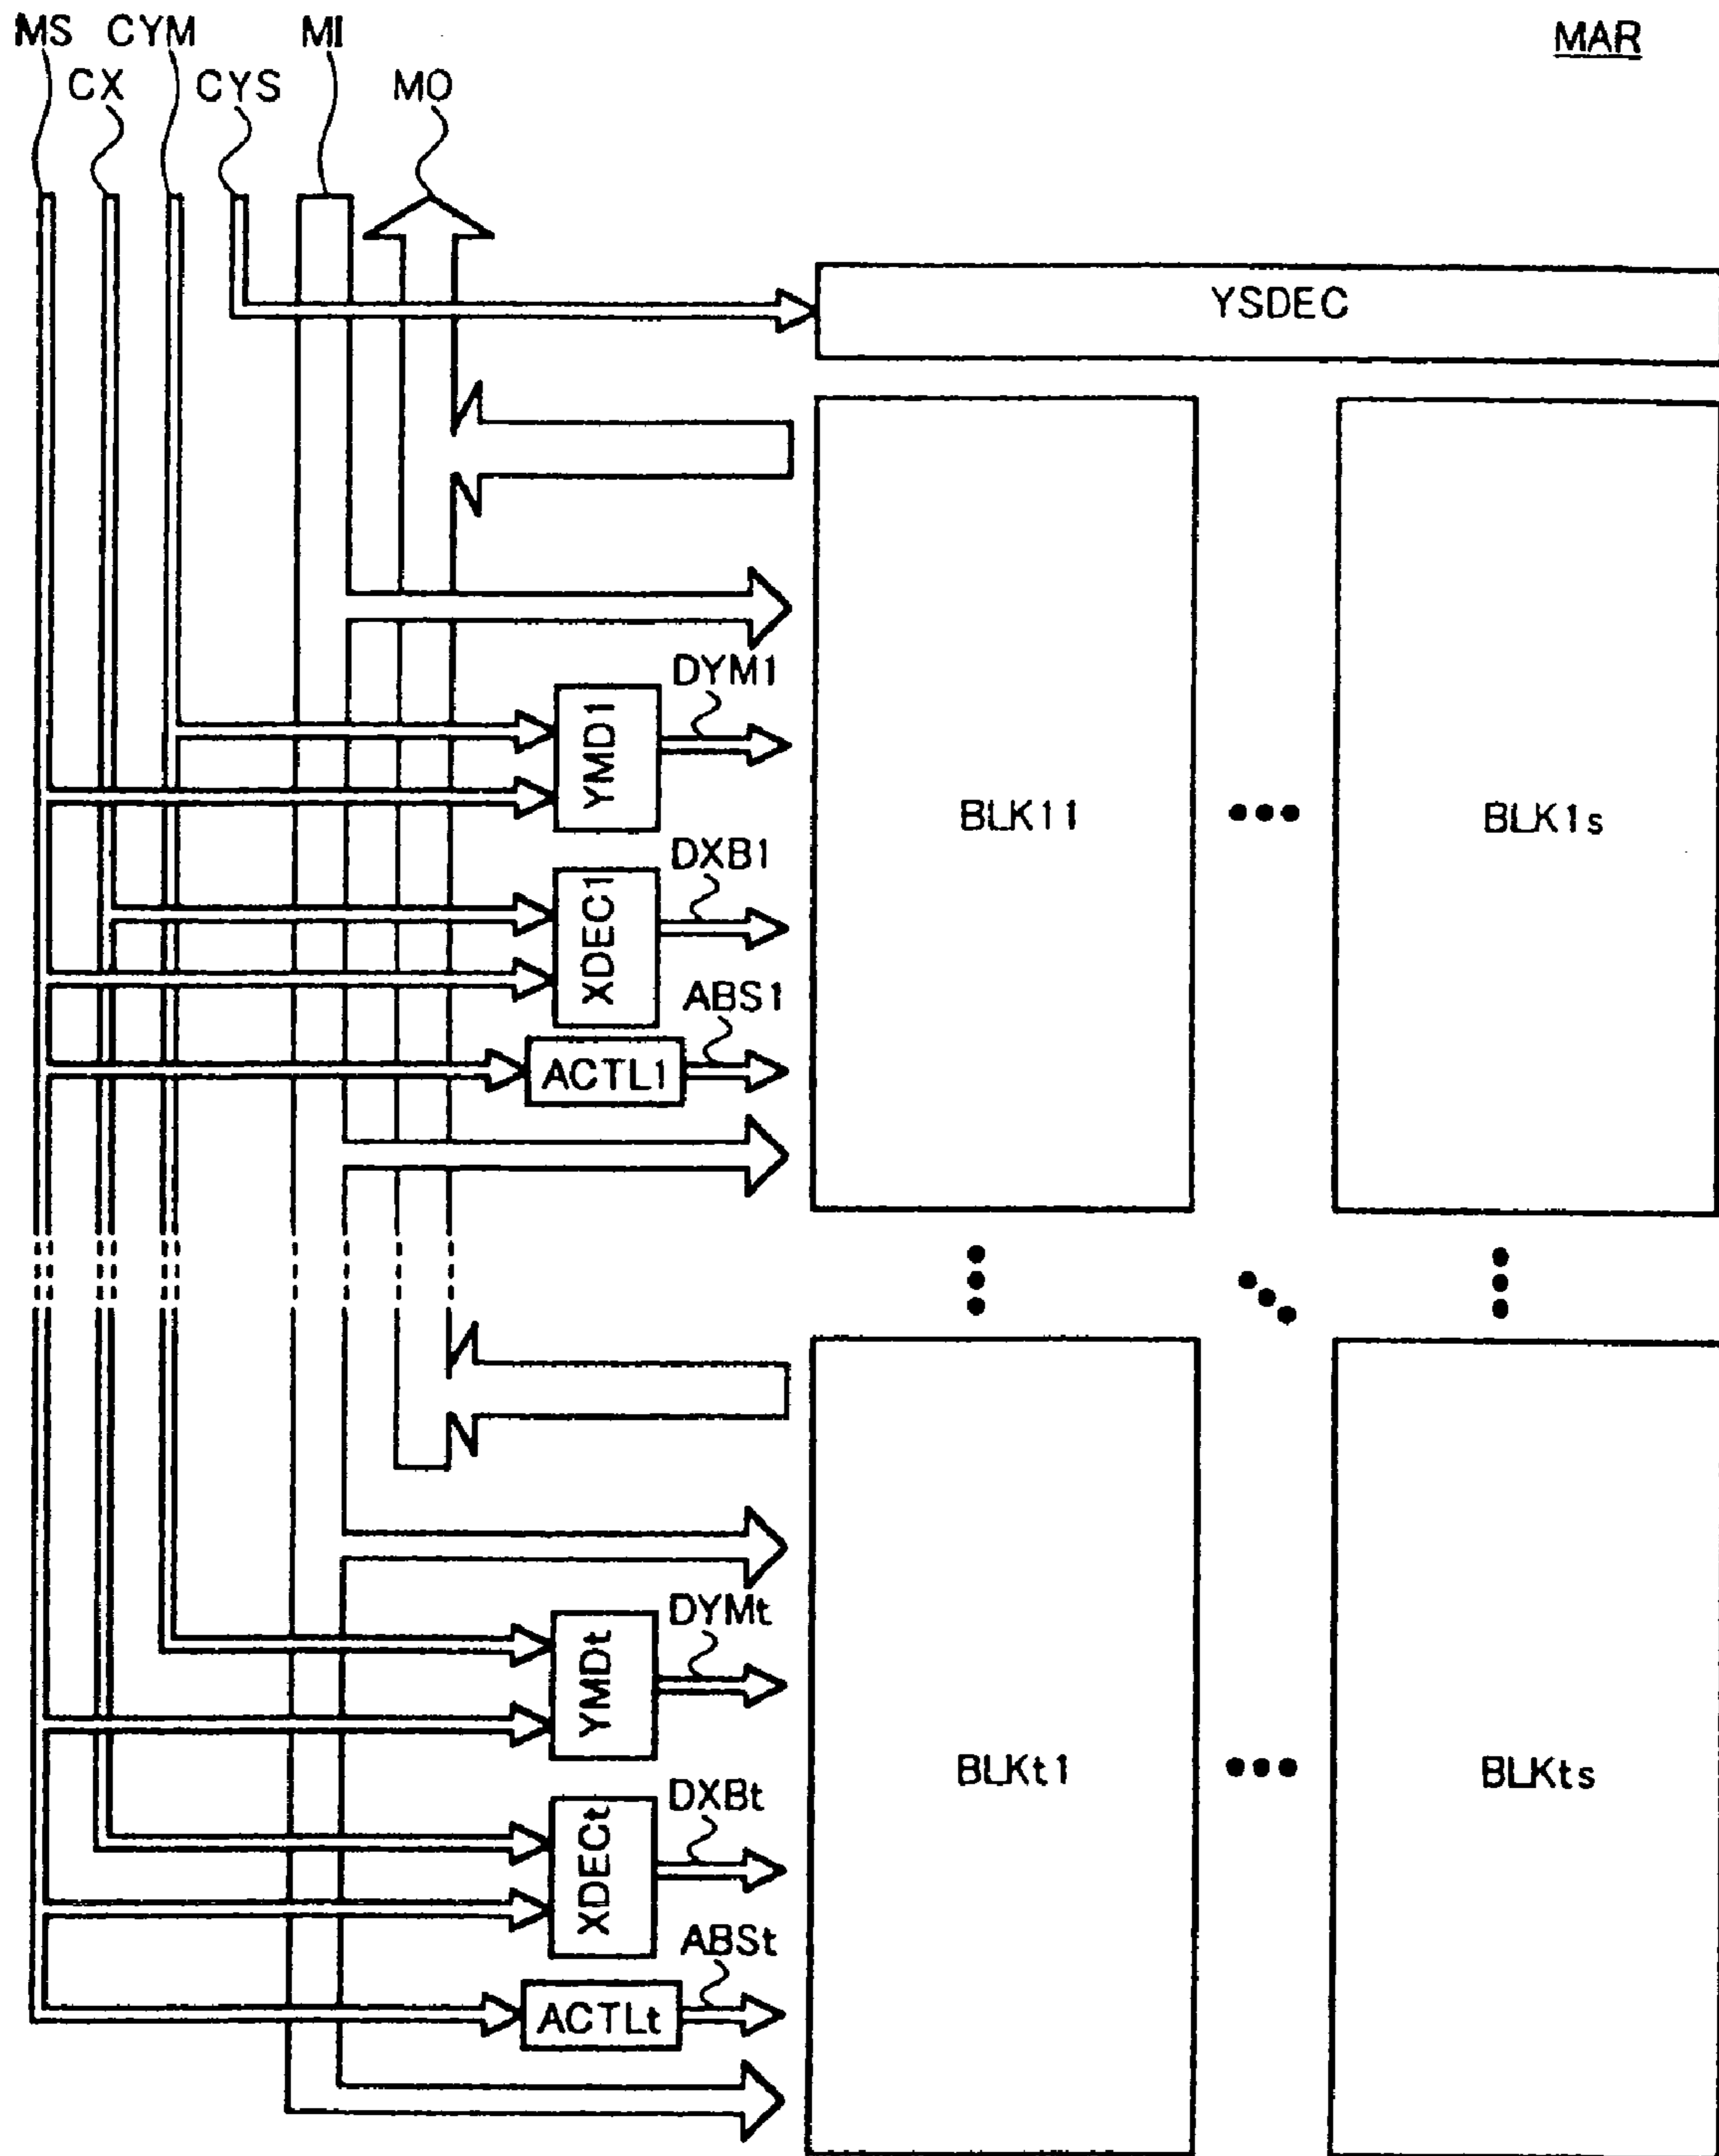 MS CYM MI MAR
CX CYS MO
YSDEC
DYM1
YMD1
BLK11
BLK1s
DXB1
XDEC1
ABS1
ACTL1
DYMt
YMDt
BLKt1
BLKts
DXBt
XDECt
ABSt
ACTLt